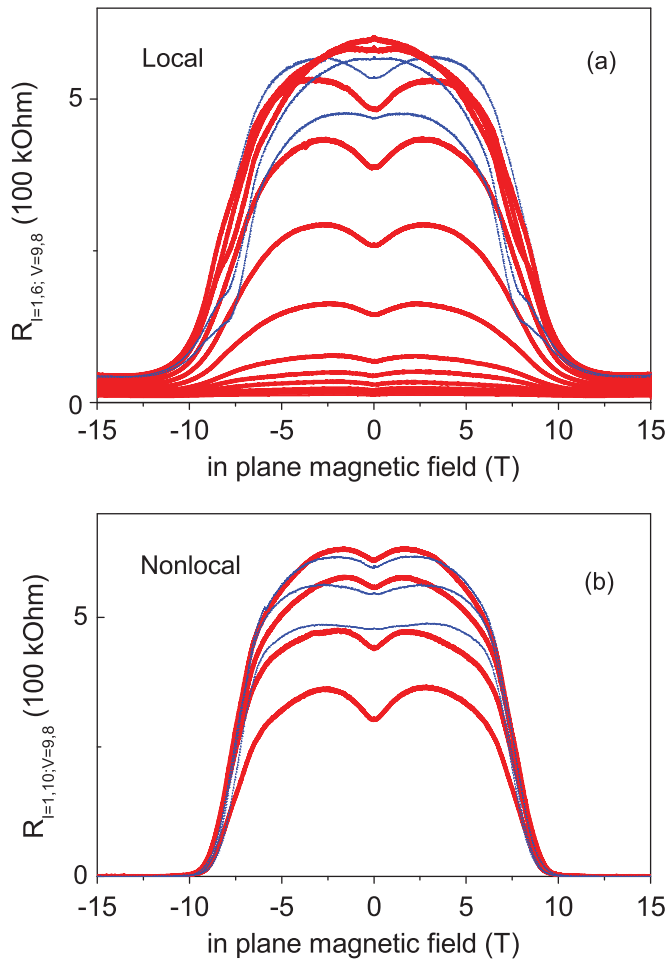 Local
(a)
R_{I=1,6; V=9,8} (100 kOhm)
5
0
-15 -10 -5 0 5 10 15
in plane magnetic field (T)
Nonlocal
(b)
R_{I=1,10;V=9,8} (100 kOhm)
5
0
-15 -10 -5 0 5 10 15
in plane magnetic field (T)